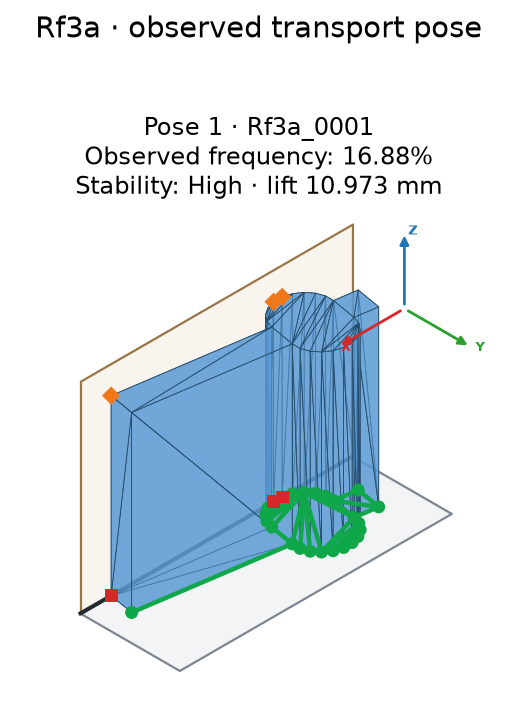 Rf3a · observed transport pose
Pose 1 · Rf3a_0001
Observed frequency: 16.88%
Stability: High · lift 10.973 mm
Z
X
Y